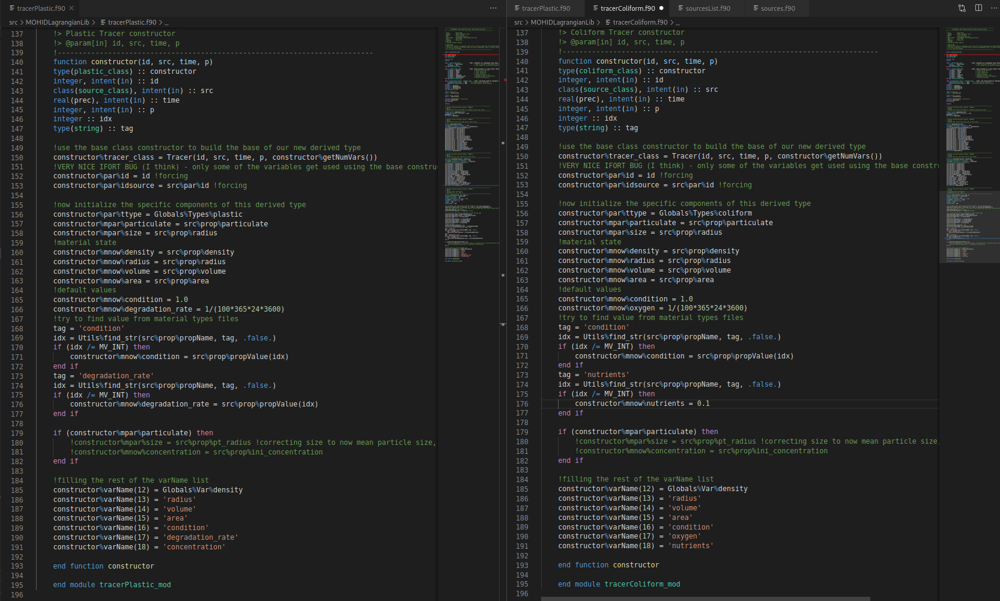 tracerPlastic.f90 ×
src > MOHIDLagrangianLib > tracerPlastic.f90 > ...
137 !> Plastic Tracer constructor
138 !> @param[in] id, src, time, p
139 !---------------------------------------------------------------------------
140 function constructor(id, src, time, p)
141 type(plastic_class) :: constructor
142 integer, intent(in) :: id
143 class(source_class), intent(in) :: src
144 real(prec), intent(in) :: time
145 integer, intent(in) :: p
146 integer :: idx
147 type(string) :: tag
148
149 !use the base class constructor to build the base of our new derived type
150 constructor%tracer_class = Tracer(id, src, time, p, constructor%getNumVars())
151 !VERY NICE IFORT BUG (I think) - only some of the variables get used using the base constru
152 constructor%par%id = id !forcing
153 constructor%par%idsource = src%par%id !forcing
154
155 !now initialize the specific components of this derived type
156 constructor%par%ttype = Globals%Types%plastic
157 constructor%mpar%particulate = src%prop%particulate
158 constructor%mpar%size = src%prop%radius
159 !material state
160 constructor%mnow%density = src%prop%density
161 constructor%mnow%radius = src%prop%radius
162 constructor%mnow%volume = src%prop%volume
163 constructor%mnow%area = src%prop%area
164 !default values
165 constructor%mnow%condition = 1.0
166 constructor%mnow%degradation_rate = 1/(100*365*24*3600)
167 !try to find value from material types files
168 tag = 'condition'
169 idx = Utils%find_str(src%prop%propName, tag, .false.)
170 if (idx /= MV_INT) then
171 constructor%mnow%condition = src%prop%propValue(idx)
172 end if
173 tag = 'degradation_rate'
174 idx = Utils%find_str(src%prop%propName, tag, .false.)
175 if (idx /= MV_INT) then
176 constructor%mnow%degradation_rate = src%prop%propValue(idx)
177 end if
178
179 if (constructor%mpar%particulate) then
180 !constructor%mpar%size = src%prop%pt_radius !correcting size to now mean particle size,
181 !constructor%mnow%concentration = src%prop%ini_concentration
182 end if
183
184 !filling the rest of the varName list
185 constructor%varName(12) = Globals%Var%density
186 constructor%varName(13) = 'radius'
187 constructor%varName(14) = 'volume'
188 constructor%varName(15) = 'area'
189 constructor%varName(16) = 'condition'
190 constructor%varName(17) = 'degradation_rate'
191 constructor%varName(18) = 'concentration'
192
193 end function constructor
194
195 end module tracerPlastic_mod
196
tracerPlastic.f90 tracerColiform.f90 ● sourcesList.f90 sources.f90
src > MOHIDLagrangianLib > tracerColiform.f90 > ...
137 !> Coliform Tracer constructor
138 !> @param[in] id, src, time, p
139 !---------------------------------------------------------------------------
140 function constructor(id, src, time, p)
141 type(coliform_class) :: constructor
142 integer, intent(in) :: id
143 class(source_class), intent(in) :: src
144 real(prec), intent(in) :: time
145 integer, intent(in) :: p
146 integer :: idx
147 type(string) :: tag
148
149 !use the base class constructor to build the base of our new derived type
150 constructor%tracer_class = Tracer(id, src, time, p, constructor%getNumVars())
151 !VERY NICE IFORT BUG (I think) - only some of the variables get used using the base constru
152 constructor%par%id = id !forcing
153 constructor%par%idsource = src%par%id !forcing
154
155 !now initialize the specific components of this derived type
156 constructor%par%ttype = Globals%Types%coliform
157 constructor%mpar%particulate = src%prop%particulate
158 constructor%mpar%size = src%prop%radius
159 !material state
160 constructor%mnow%density = src%prop%density
161 constructor%mnow%radius = src%prop%radius
162 constructor%mnow%volume = src%prop%volume
163 constructor%mnow%area = src%prop%area
164 !default values
165 constructor%mnow%condition = 1.0
166 constructor%mnow%oxygen = 1/(100*365*24*3600)
167 !try to find value from material types files
168 tag = 'condition'
169 idx = Utils%find_str(src%prop%propName, tag, .false.)
170 if (idx /= MV_INT) then
171 constructor%mnow%condition = src%prop%propValue(idx)
172 end if
173 tag = 'nutrients'
174 idx = Utils%find_str(src%prop%propName, tag, .false.)
175 if (idx /= MV_INT) then
176 constructor%mnow%nutrients = 0.1
177 end if
178
179 if (constructor%mpar%particulate) then
180 !constructor%mpar%size = src%prop%pt_radius !correcting size to now mean particle size,
181 !constructor%mnow%concentration = src%prop%ini_concentration
182 end if
183
184 !filling the rest of the varName list
185 constructor%varName(12) = Globals%Var%density
186 constructor%varName(13) = 'radius'
187 constructor%varName(14) = 'volume'
188 constructor%varName(15) = 'area'
189 constructor%varName(16) = 'condition'
190 constructor%varName(17) = 'oxygen'
191 constructor%varName(18) = 'nutrients'
192
193 end function constructor
194
195 end module tracerColiform_mod
196